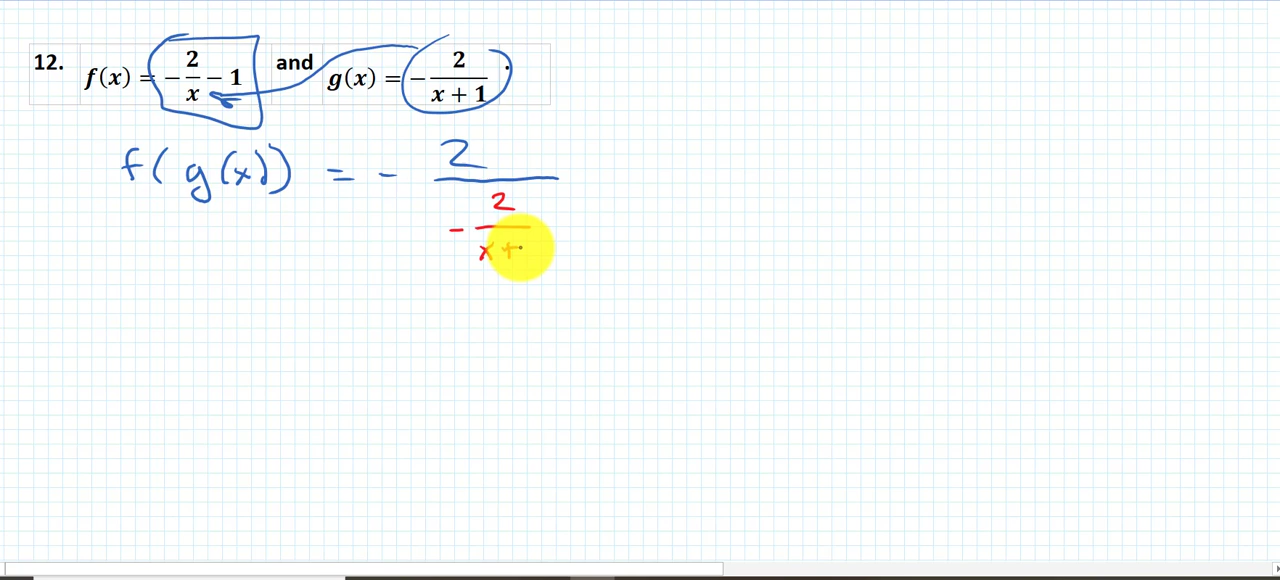 12. f(x) = -2/x - 1 and g(x) = -2/(x + 1).
f(g(x)) = - 2
- 2
x +